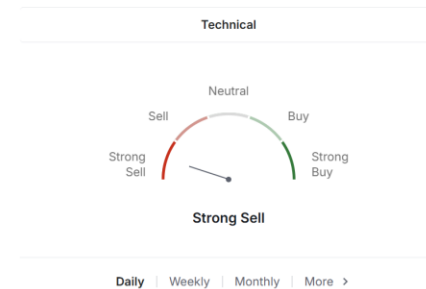 Technical
Neutral
Sell
Buy
Strong
Sell
Strong
Buy
Strong Sell
Daily | Weekly | Monthly | More >